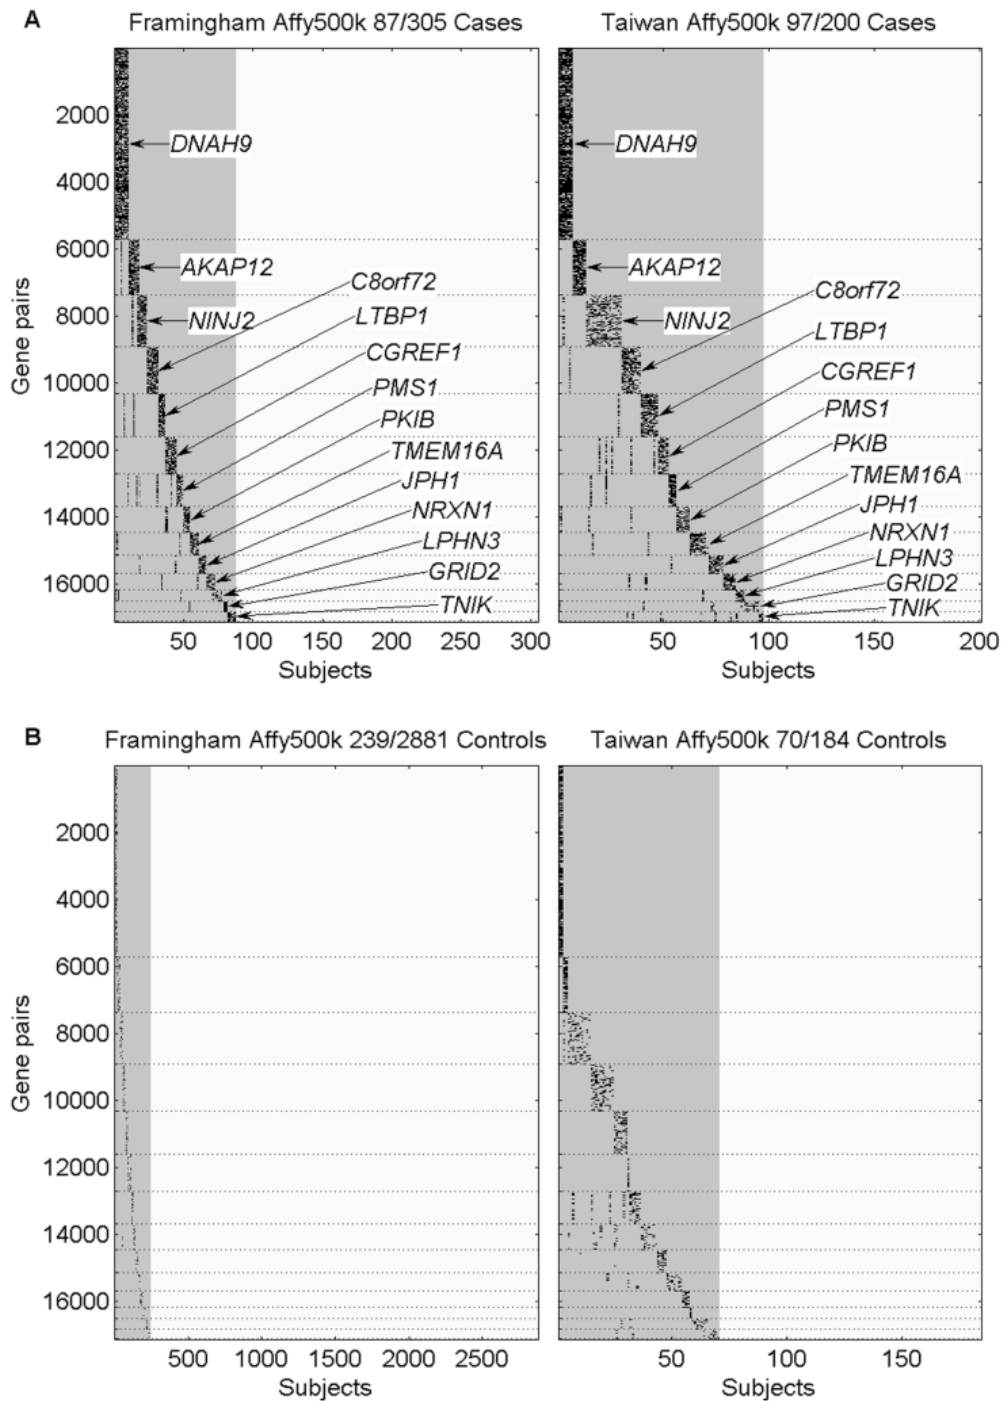 A
Framingham Affy500k 87/305 Cases
Taiwan Affy500k 97/200 Cases
Gene pairs
2000
4000
6000
8000
10000
12000
14000
16000
DNAH9
AKAP12
C8orf72
NINJ2
LTBP1
CGREF1
PMS1
PKIB
TMEM16A
JPH1
NRXN1
LPHN3
GRID2
TNIK
50 100 150 200 250 300
Subjects
DNAH9
AKAP12
C8orf72
NINJ2
LTBP1
CGREF1
PMS1
PKIB
TMEM16A
JPH1
NRXN1
LPHN3
GRID2
TNIK
50 100 150 200
Subjects
B
Framingham Affy500k 239/2881 Controls
Taiwan Affy500k 70/184 Controls
Gene pairs
2000
4000
6000
8000
10000
12000
14000
16000
500 1000 1500 2000 2500
Subjects
50 100 150
Subjects